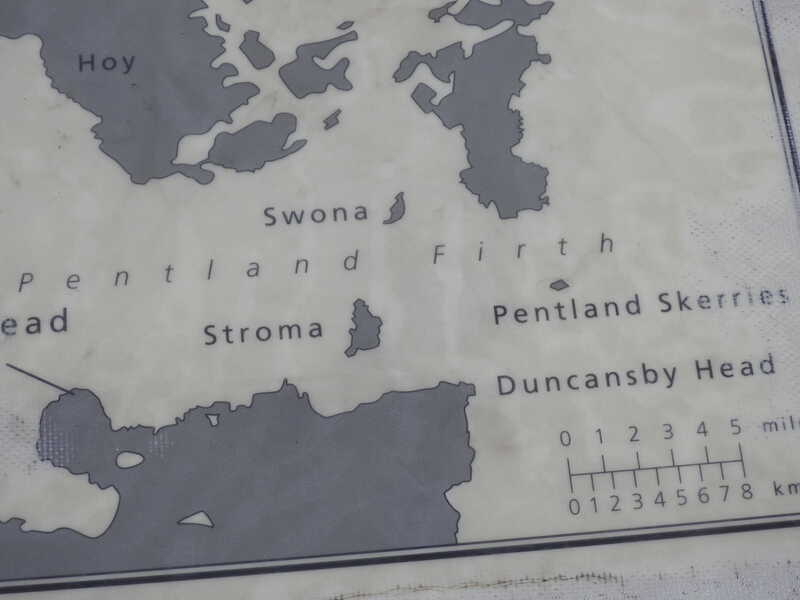 Hoy
Swona
Pentland Firth
ead
Stroma
Pentland Skerries
Duncansby Head
0 1 2 3 4 5 mil
0 1 2 3 4 5 6 7 8 km